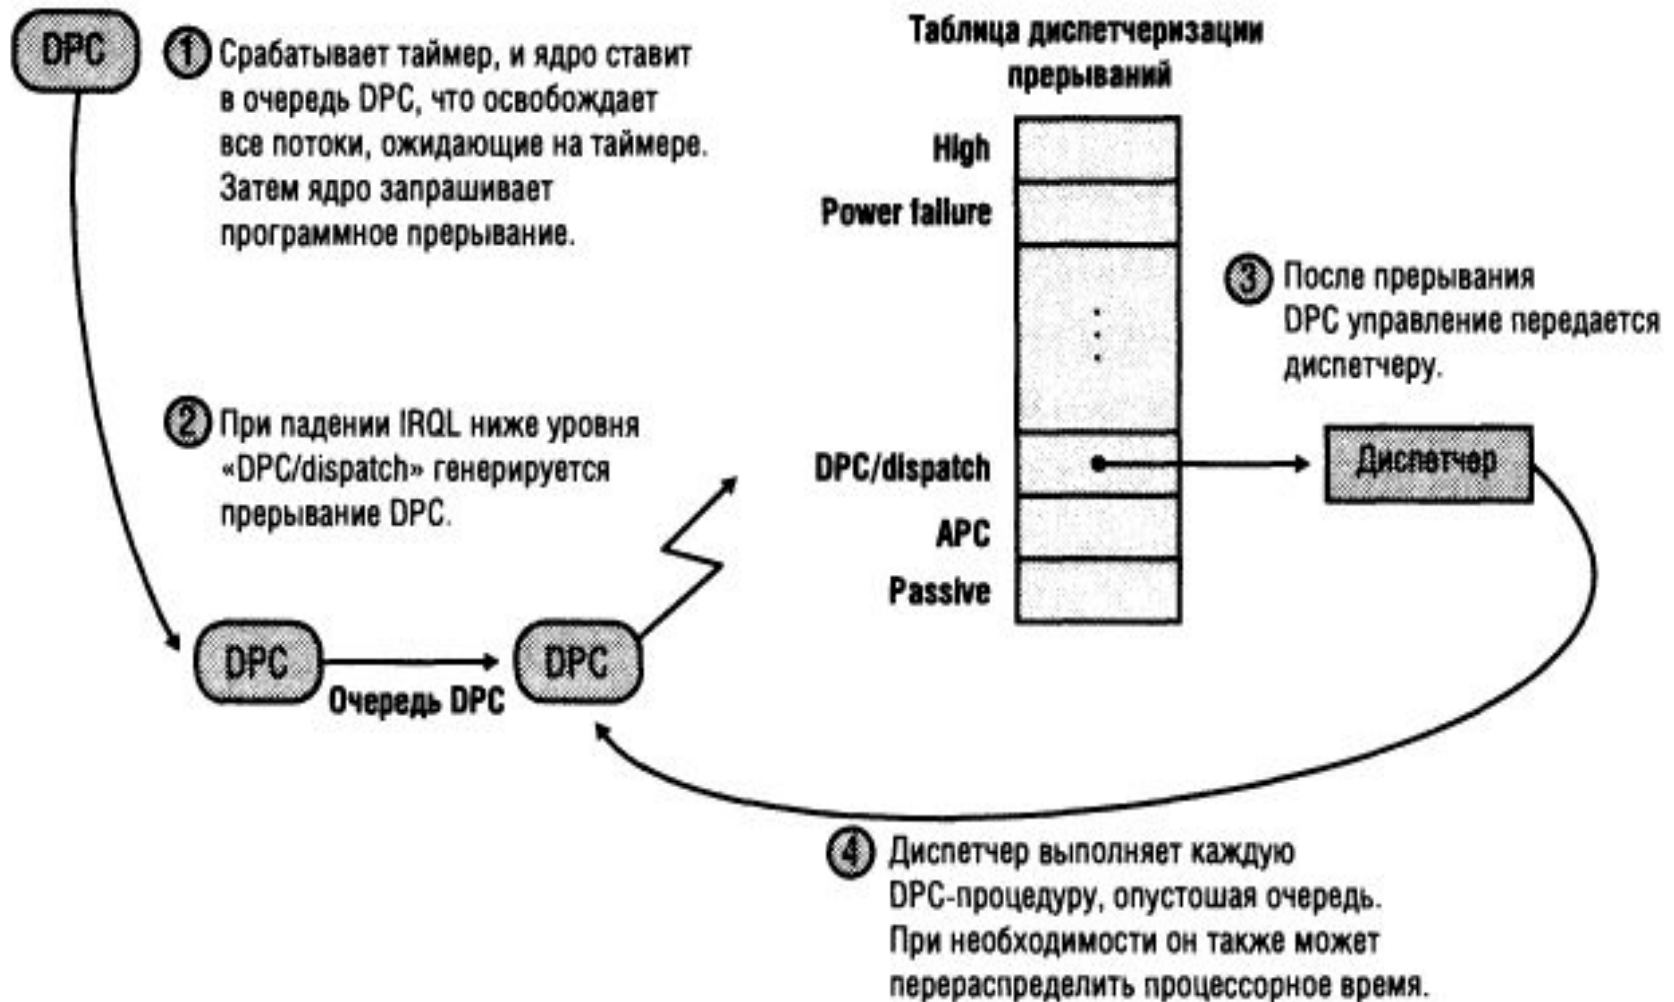 DPC
1 Срабатывает таймер, и ядро ставит
в очередь DPC, что освобождает
все потоки, ожидающие на таймере.
Затем ядро запрашивает
программное прерывание.
Таблица диспетчеризации
прерываний
High
Power failure
3 После прерывания
DPC управление передается
диспетчеру.
2 При падении IRQL ниже уровня
«DPC/dispatch» генерируется
прерывание DPC.
DPC/dispatch
Диспетчер
APC
Passive
DPC
DPC
Очередь DPC
4 Диспетчер выполняет каждую
DPC-процедуру, опустошая очередь.
При необходимости он также может
перераспределить процессорное время.